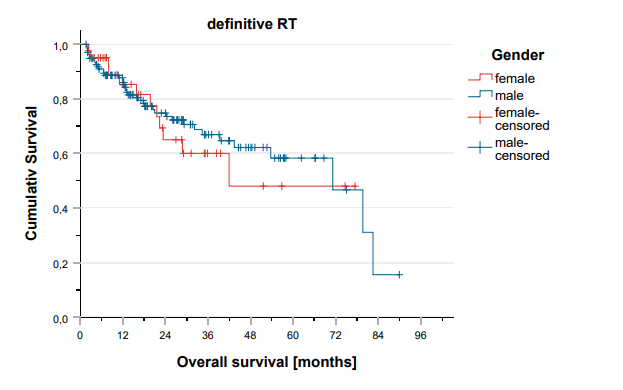 definitive RT
Cumulativ Survival
1,0
0,8
0,6
0,4
0,2
0,0
0 12 24 36 48 60 72 84 96
Overall survival [months]
Gender
female
male
female-
censored
male-
censored